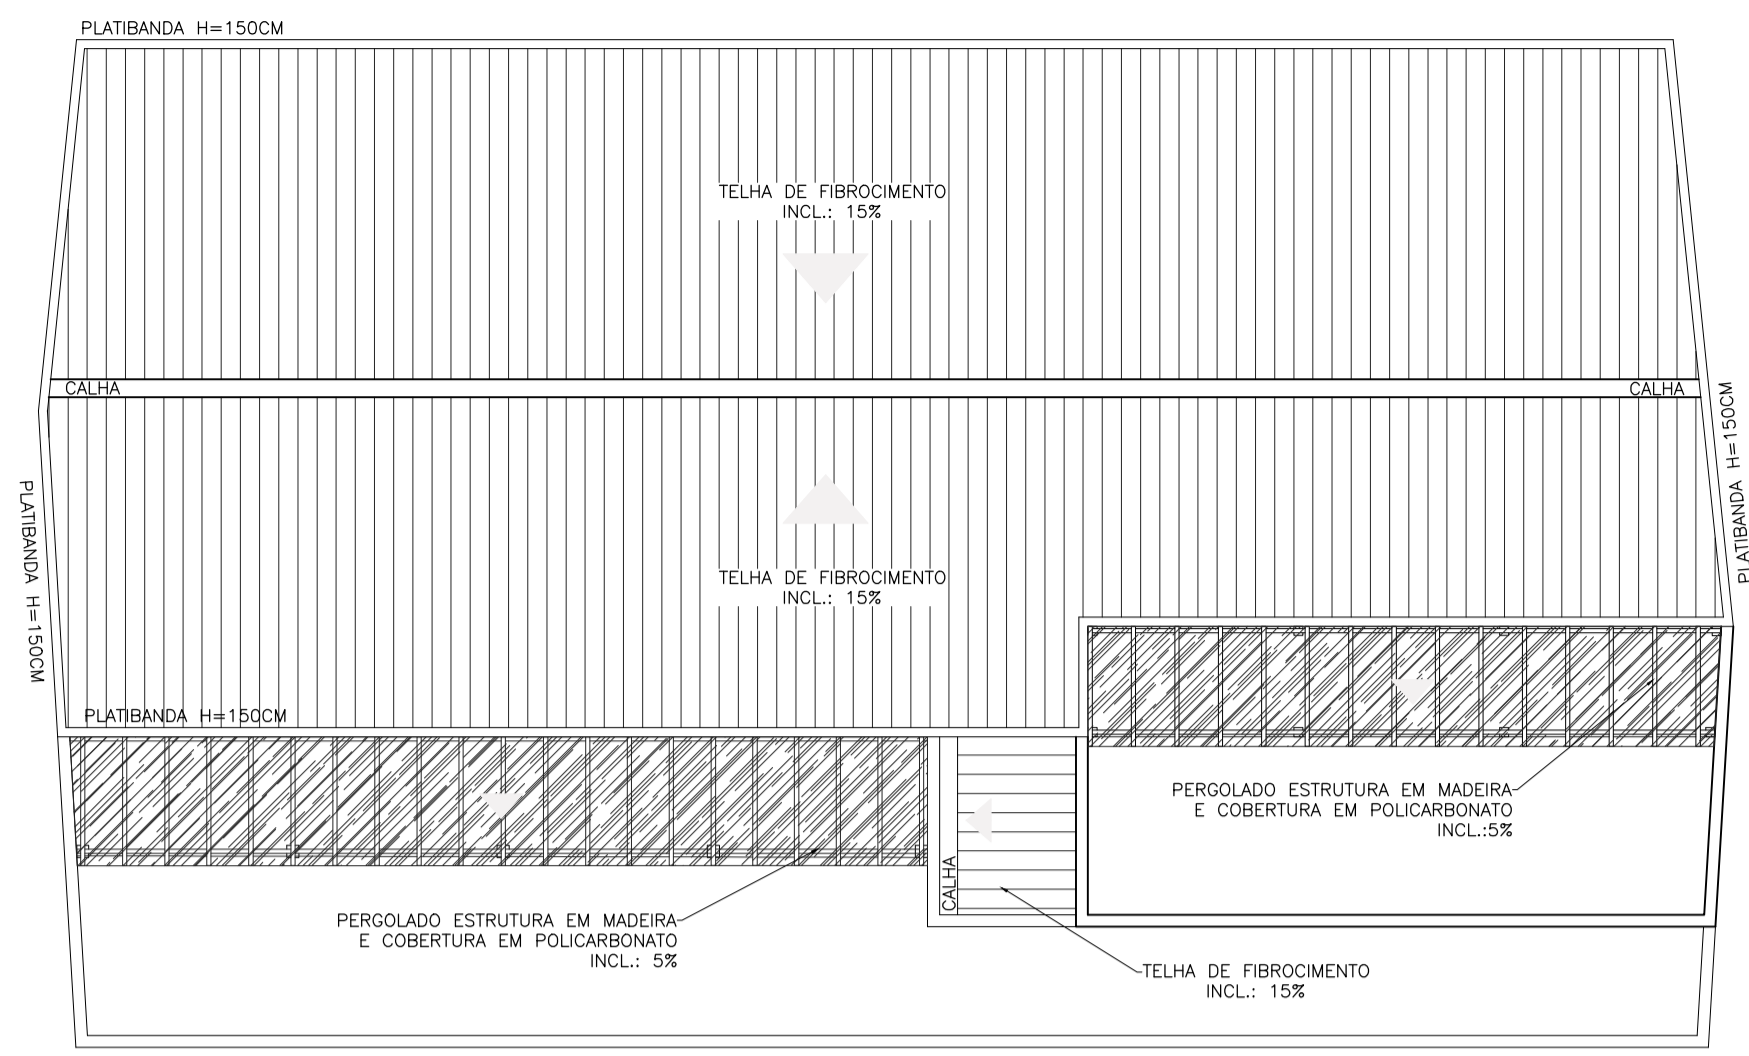 PLATIBANDA H=150CM
TELHA DE FIBROCIMENTO
INCL.: 15%
CALHA
CALHA
PLATIBANDA H=150CM
PLATIBANDA H=150CM
TELHA DE FIBROCIMENTO
INCL.: 15%
PLATIBANDA H=150CM
PERGOLADO ESTRUTURA EM MADEIRA
E COBERTURA EM POLICARBONATO
INCL.:5%
CALHA
PERGOLADO ESTRUTURA EM MADEIRA
E COBERTURA EM POLICARBONATO
INCL.: 5%
TELHA DE FIBROCIMENTO
INCL.: 15%